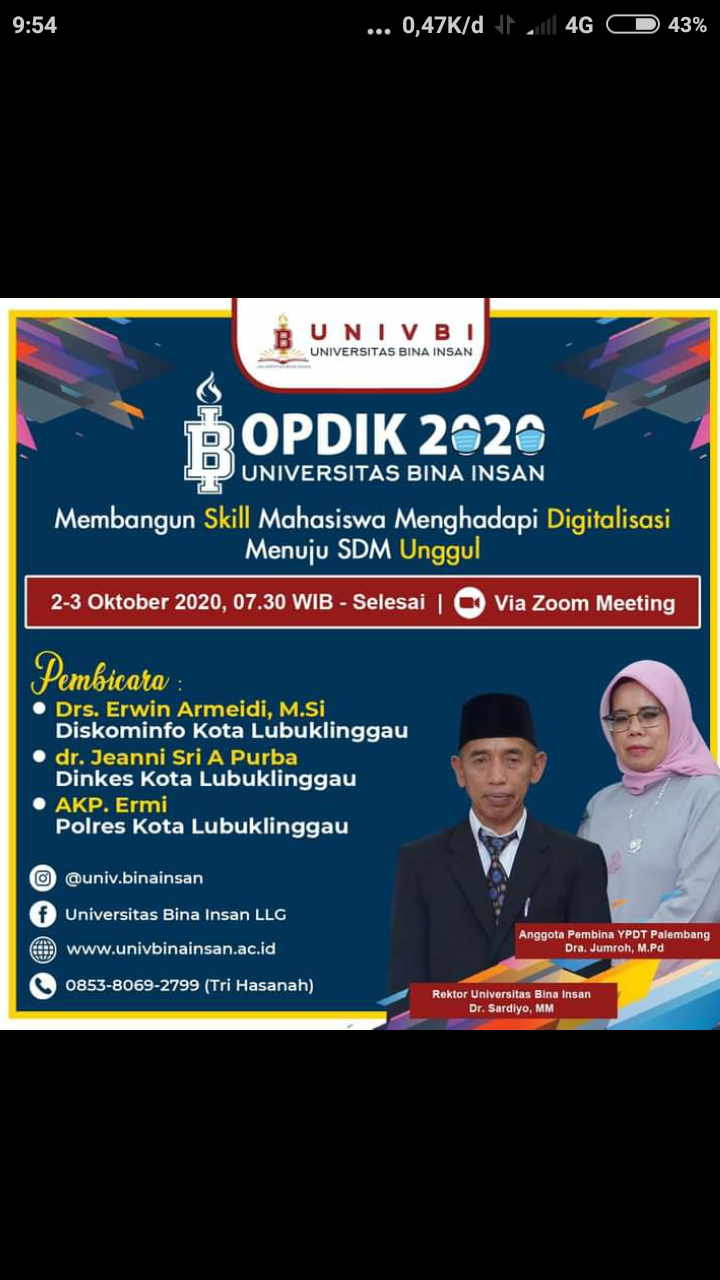 9:54
... 0,47K/d 4G 43%
UNIVBI
UNIVERSITAS BINA INSAN
B OPDIK 2020
UNIVERSITAS BINA INSAN
Membangun Skill Mahasiswa Menghadapi Digitalisasi
Menuju SDM Unggul
2-3 Oktober 2020, 07.30 WIB - Selesai | Via Zoom Meeting
Pembicara :
Drs. Erwin Armeidi, M.Si
Diskominfo Kota Lubuklinggau
dr. Jeanni Sri A Purba
Dinkes Kota Lubuklinggau
AKP. Ermi
Polres Kota Lubuklinggau
@univ.binainsan
Universitas Bina Insan LLG
www.univbinainsan.ac.id
0853-8069-2799 (Tri Hasanah)
Anggota Pembina YPDT Palembang
Dra. Jumroh, M.Pd
Rektor Universitas Bina Insan
Dr. Sardiyo, MM